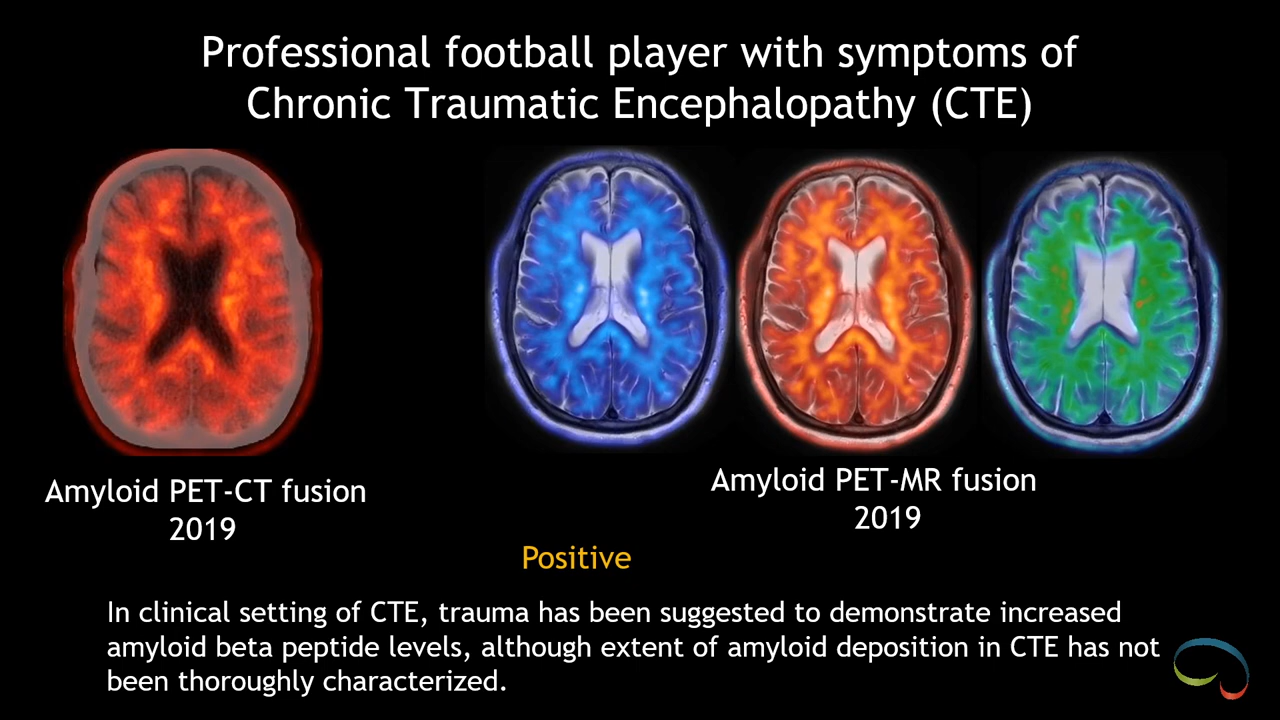 Professional football player with symptoms of
Chronic Traumatic Encephalopathy (CTE)
Amyloid PET-CT fusion
2019
Amyloid PET-MR fusion
2019
Positive
In clinical setting of CTE, trauma has been suggested to demonstrate increased
amyloid beta peptide levels, although extent of amyloid deposition in CTE has not
been thoroughly characterized.